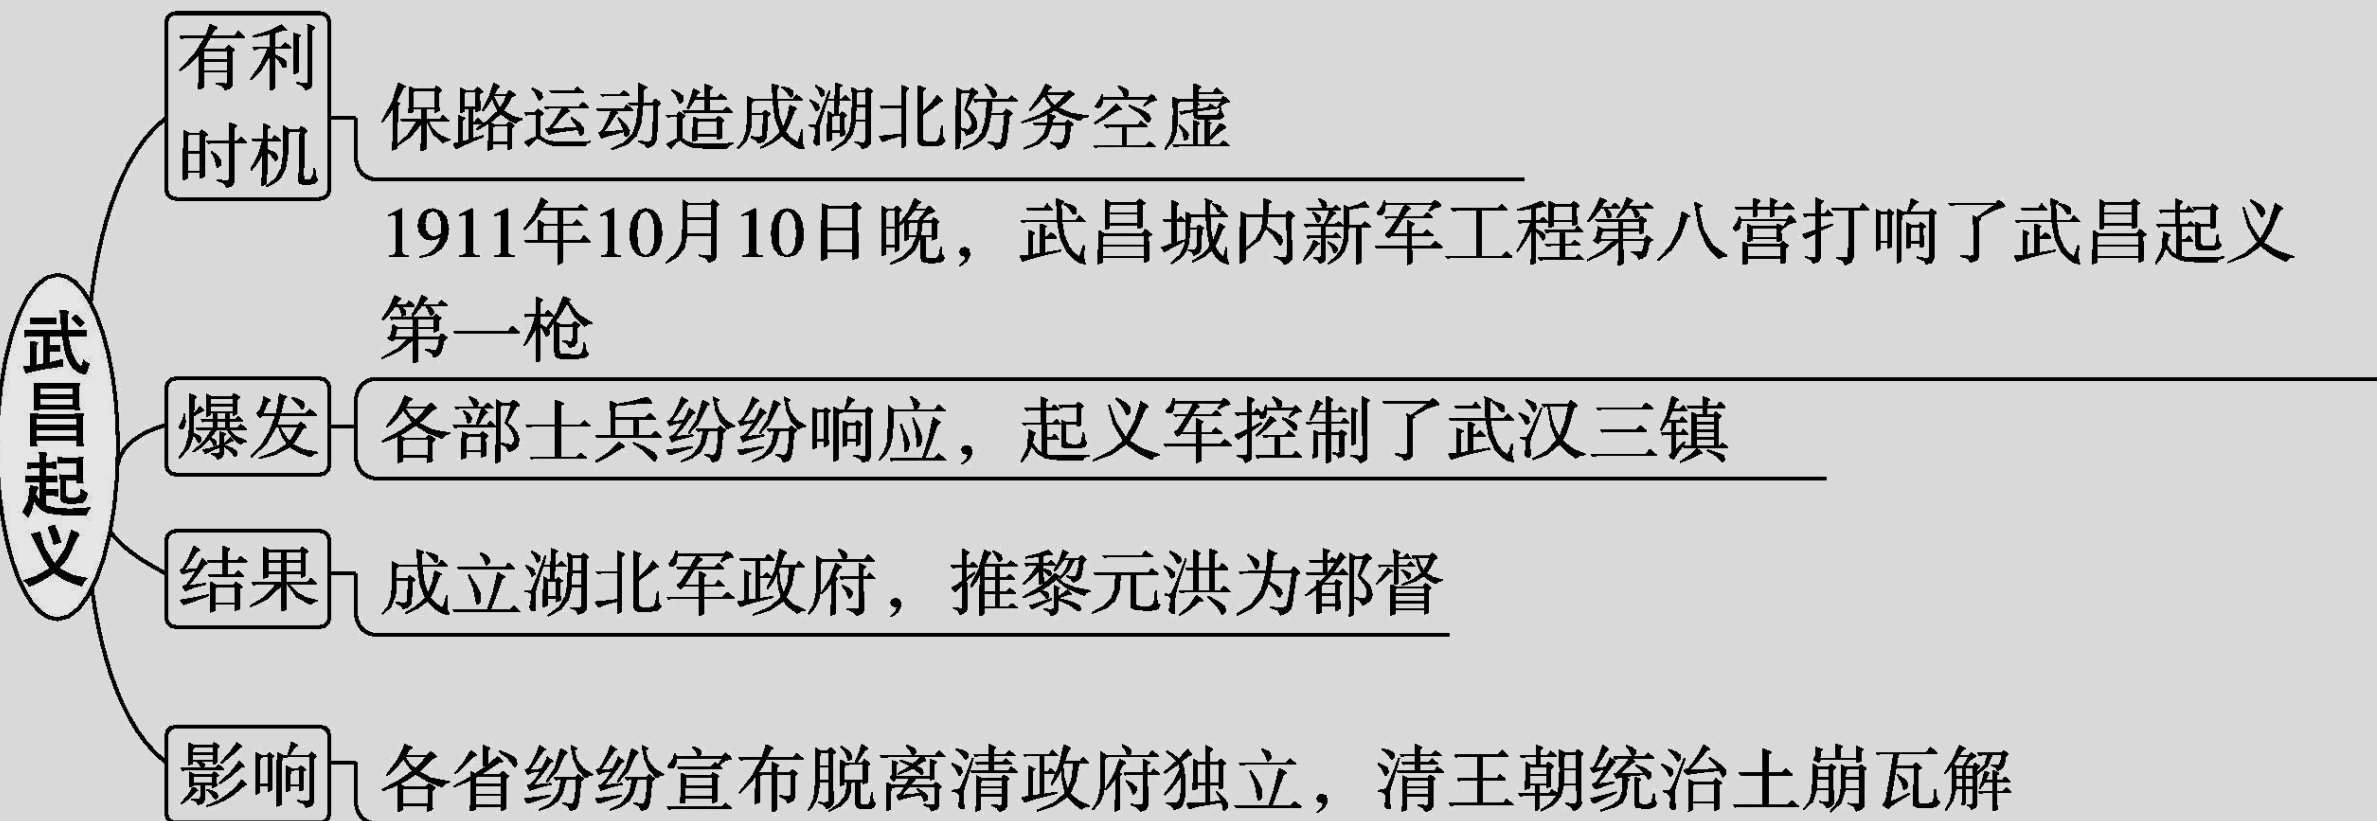 武昌起义
有利
时机
保路运动造成湖北防务空虚
1911年10月10日晚，武昌城内新军工程第八营打响了武昌起义
第一枪
爆发
各部士兵纷纷响应，起义军控制了武汉三镇
结果
成立湖北军政府，推黎元洪为都督
影响
各省纷纷宣布脱离清政府独立，清王朝统治土崩瓦解